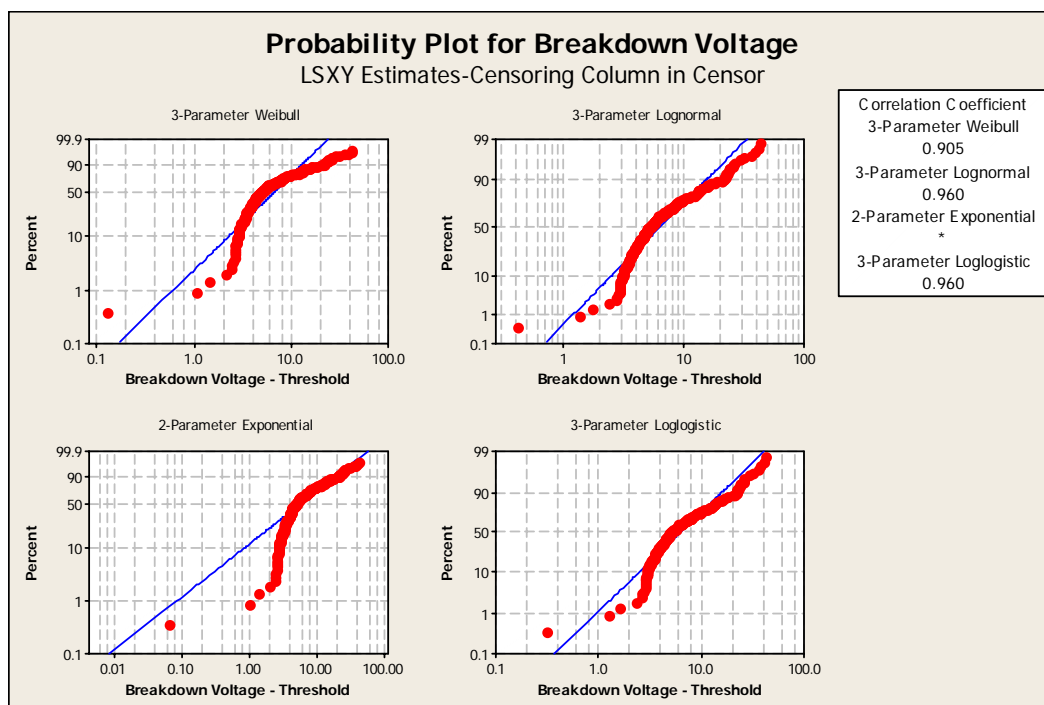 Probability Plot for Breakdown Voltage
LSXY Estimates-Censoring Column in Censor
3-Parameter Weibull
99.9
90
50
10
1
0.1
Percent
0.1
1.0
10.0
100.0
Breakdown Voltage - Threshold
3-Parameter Lognormal
99
90
50
10
1
0.1
Percent
1
10
100
Breakdown Voltage - Threshold
Correlation Coefficient
3-Parameter Weibull
0.905
3-Parameter Lognormal
0.960
2-Parameter Exponential
*
3-Parameter Loglogistic
0.960
2-Parameter Exponential
99.9
90
50
10
1
0.1
Percent
0.01
0.10
1.00
10.00
100.00
Breakdown Voltage - Threshold
3-Parameter Loglogistic
99
90
50
10
1
0.1
Percent
0.1
1.0
10.0
100.0
Breakdown Voltage - Threshold